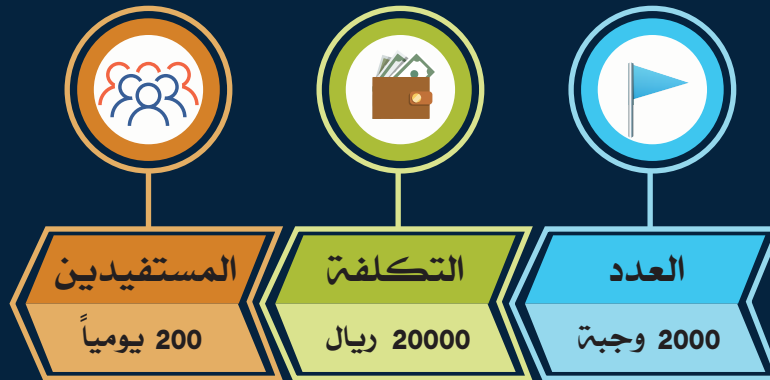 العدد
2000 وجبة
التكلفة
20000 ريال
المستفيدين
200 يومياً